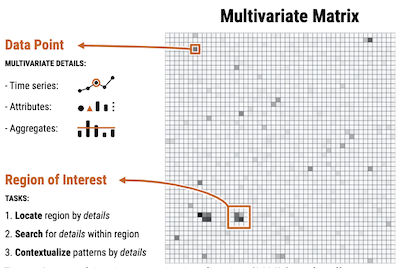 Multivariate Matrix
Data Point
MULTIVARIATE DETAILS:
- Time series:
- Attributes:
- Aggregates:
Region of Interest
TASKS:
1. Locate region by details
2. Search for details within region
3. Contextualize patterns by details